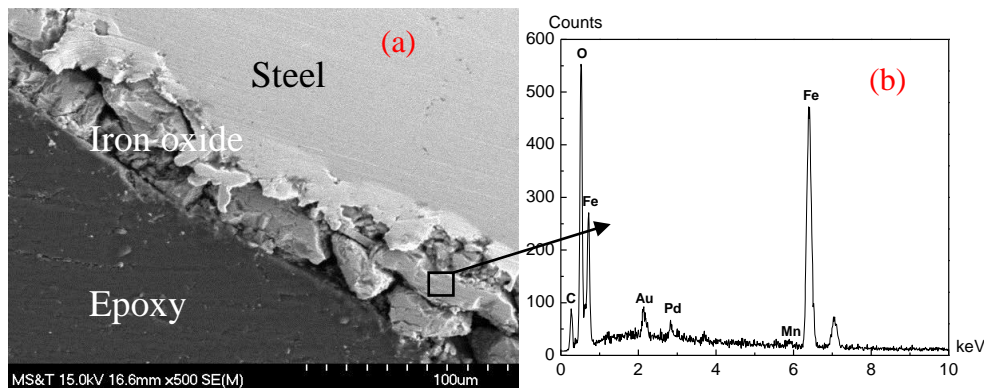 (a)
Steel
Iron oxide
Epoxy
MS&T 15.0kV 16.6mm x500 SE(M)
100um
Counts
600
500
400
300
200
100
0
O
Fe
C
Au
Pd
Mn
Fe
(b)
0 2 4 6 8 10
keV